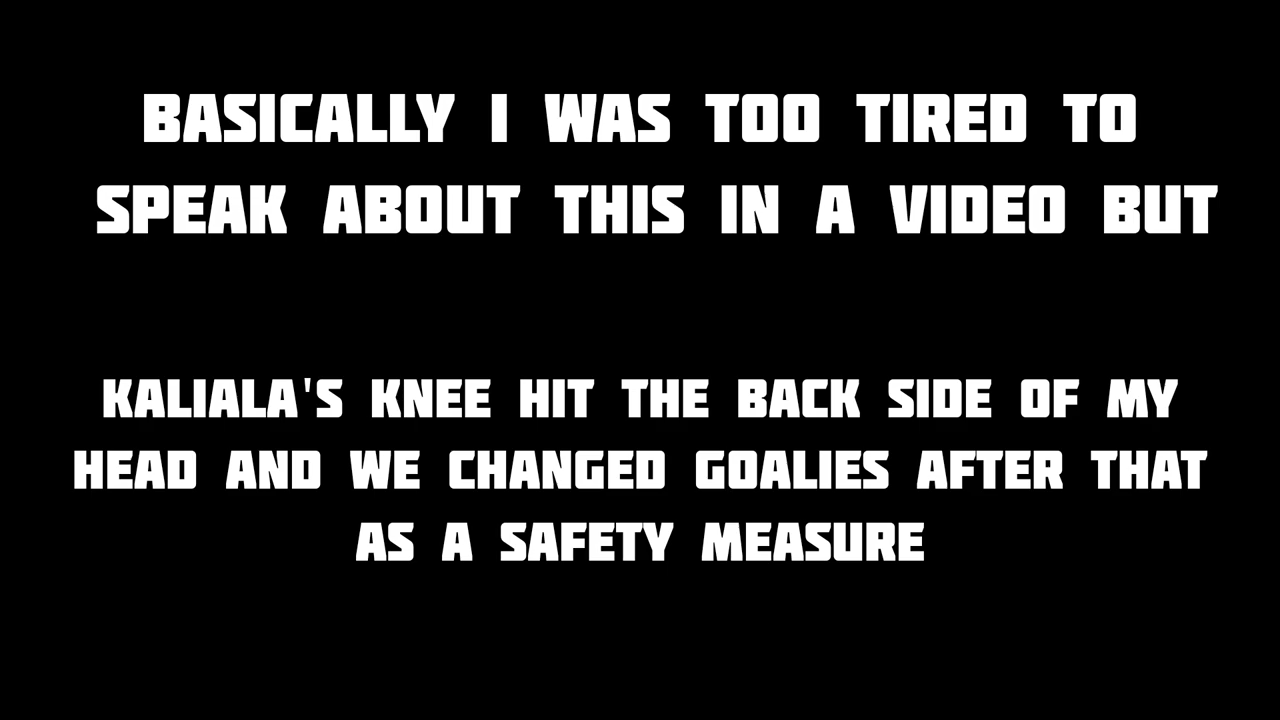 BASICALLY I WAS TOO TIRED TO
SPEAK ABOUT THIS IN A VIDEO BUT
KALIALA'S KNEE HIT THE BACK SIDE OF MY
HEAD AND WE CHANGED GOALIES AFTER THAT
AS A SAFETY MEASURE